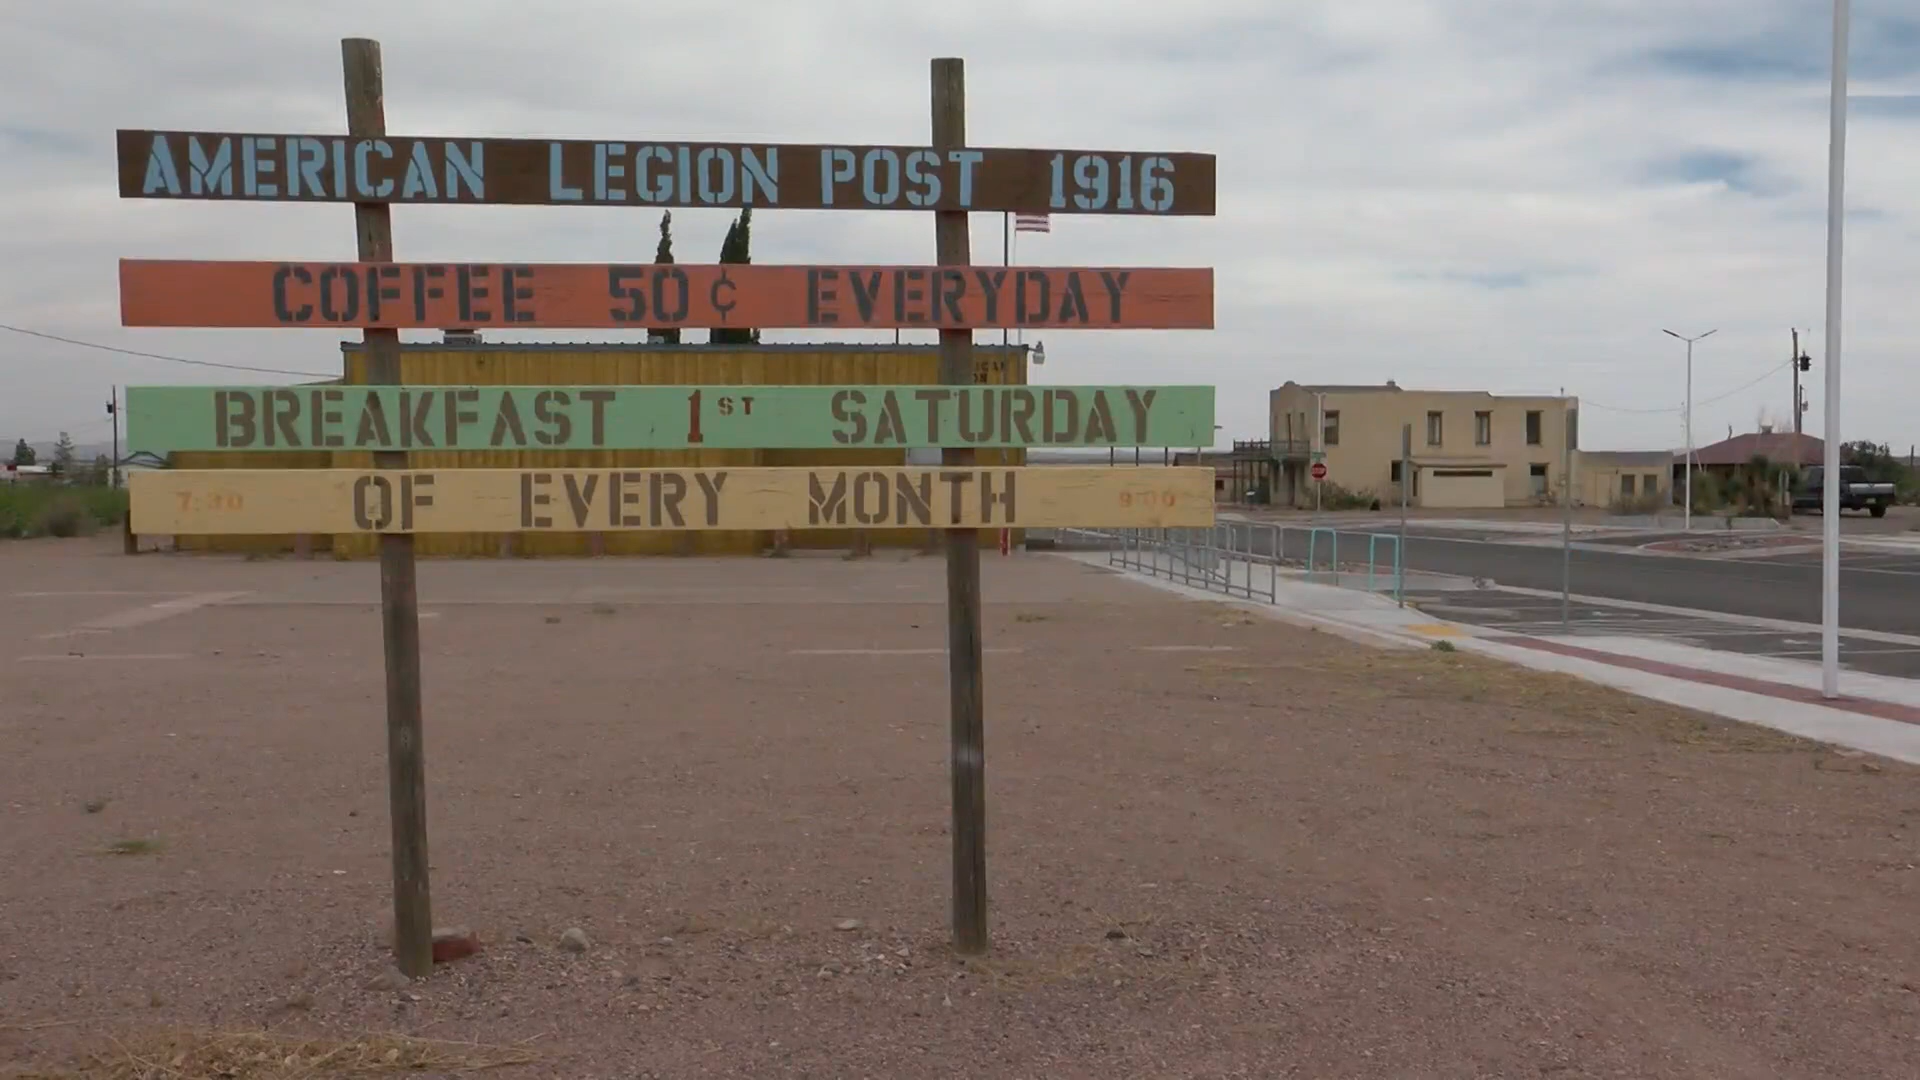 AMERICAN LEGION POST 1916
COFFEE 50¢ EVERYDAY
BREAKFAST 1ST SATURDAY
7:30 OF EVERY MONTH 9:00